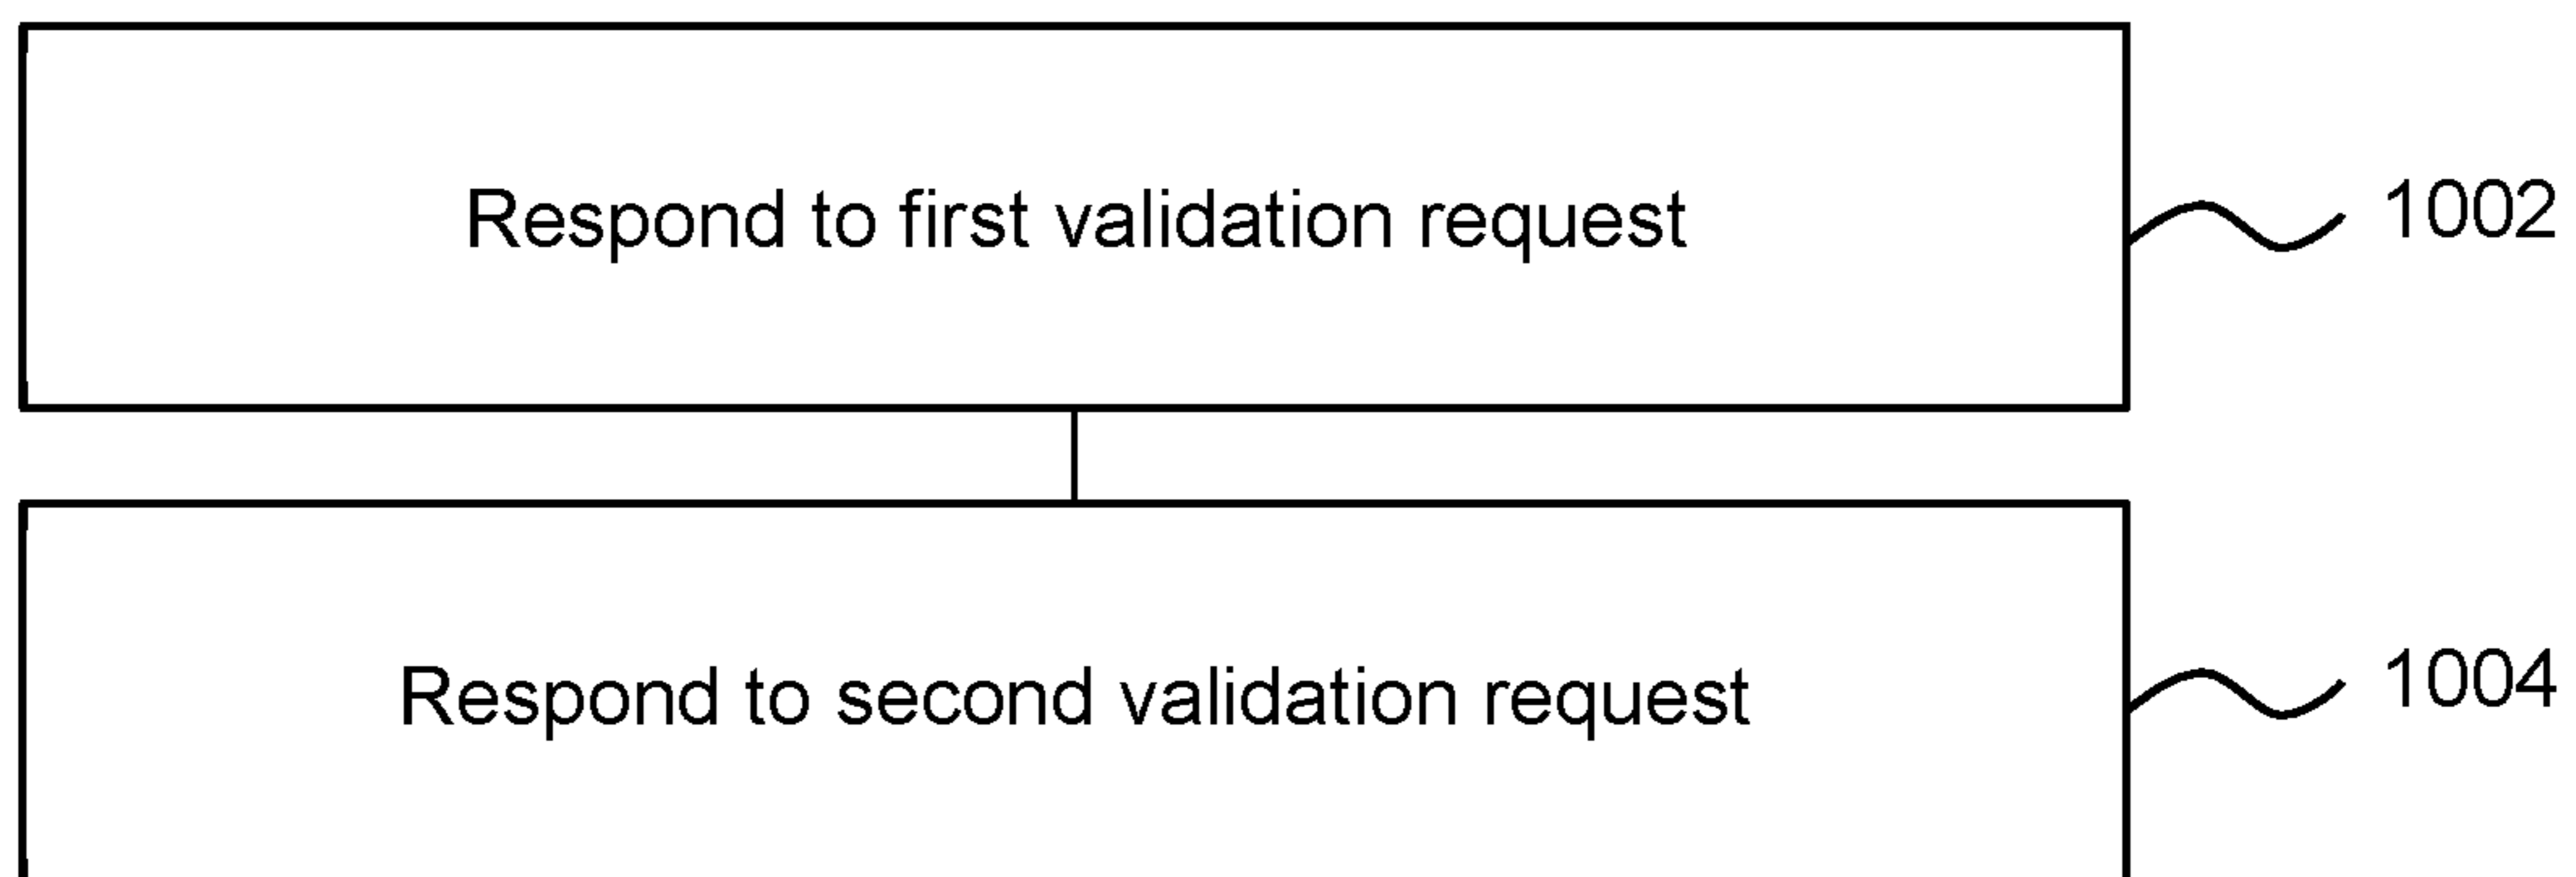 Respond to first validation request
1002
Respond to second validation request
1004